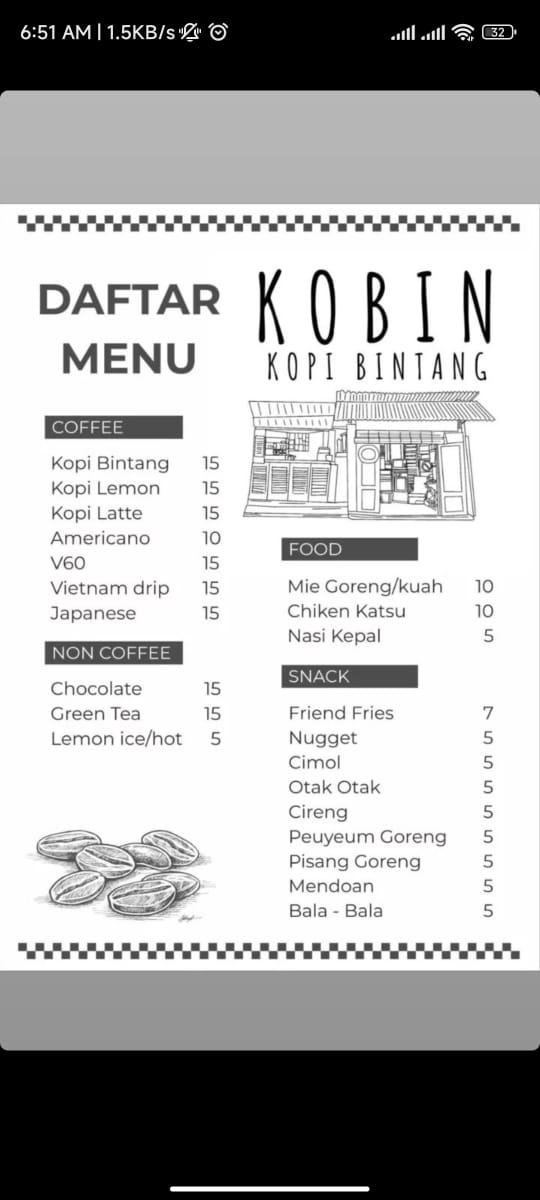 6:51 AM | 1.5KB/s
32
DAFTAR
MENU
KOBIN
KOPI BINTANG
COFFEE
Kopi Bintang 15
Kopi Lemon 15
Kopi Latte 15
Americano 10
V60 15
Vietnam drip 15
Japanese 15
NON COFFEE
Chocolate 15
Green Tea 15
Lemon ice/hot 5
FOOD
Mie Goreng/kuah 10
Chiken Katsu 10
Nasi Kepal 5
SNACK
Friend Fries 7
Nugget 5
Cimol 5
Otak Otak 5
Cireng 5
Peuyeum Goreng 5
Pisang Goreng 5
Mendoan 5
Bala - Bala 5